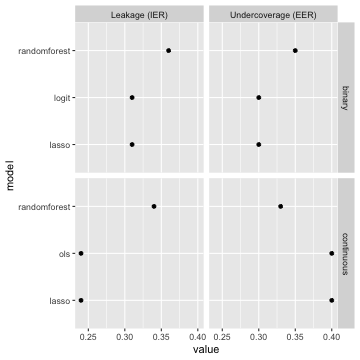 Leakage (IER) Undercoverage (EER)
randomforest
logit
lasso
binary
randomforest
ols
lasso
continuous
model
0.25 0.30 0.35 0.40 0.25 0.30 0.35 0.40
value